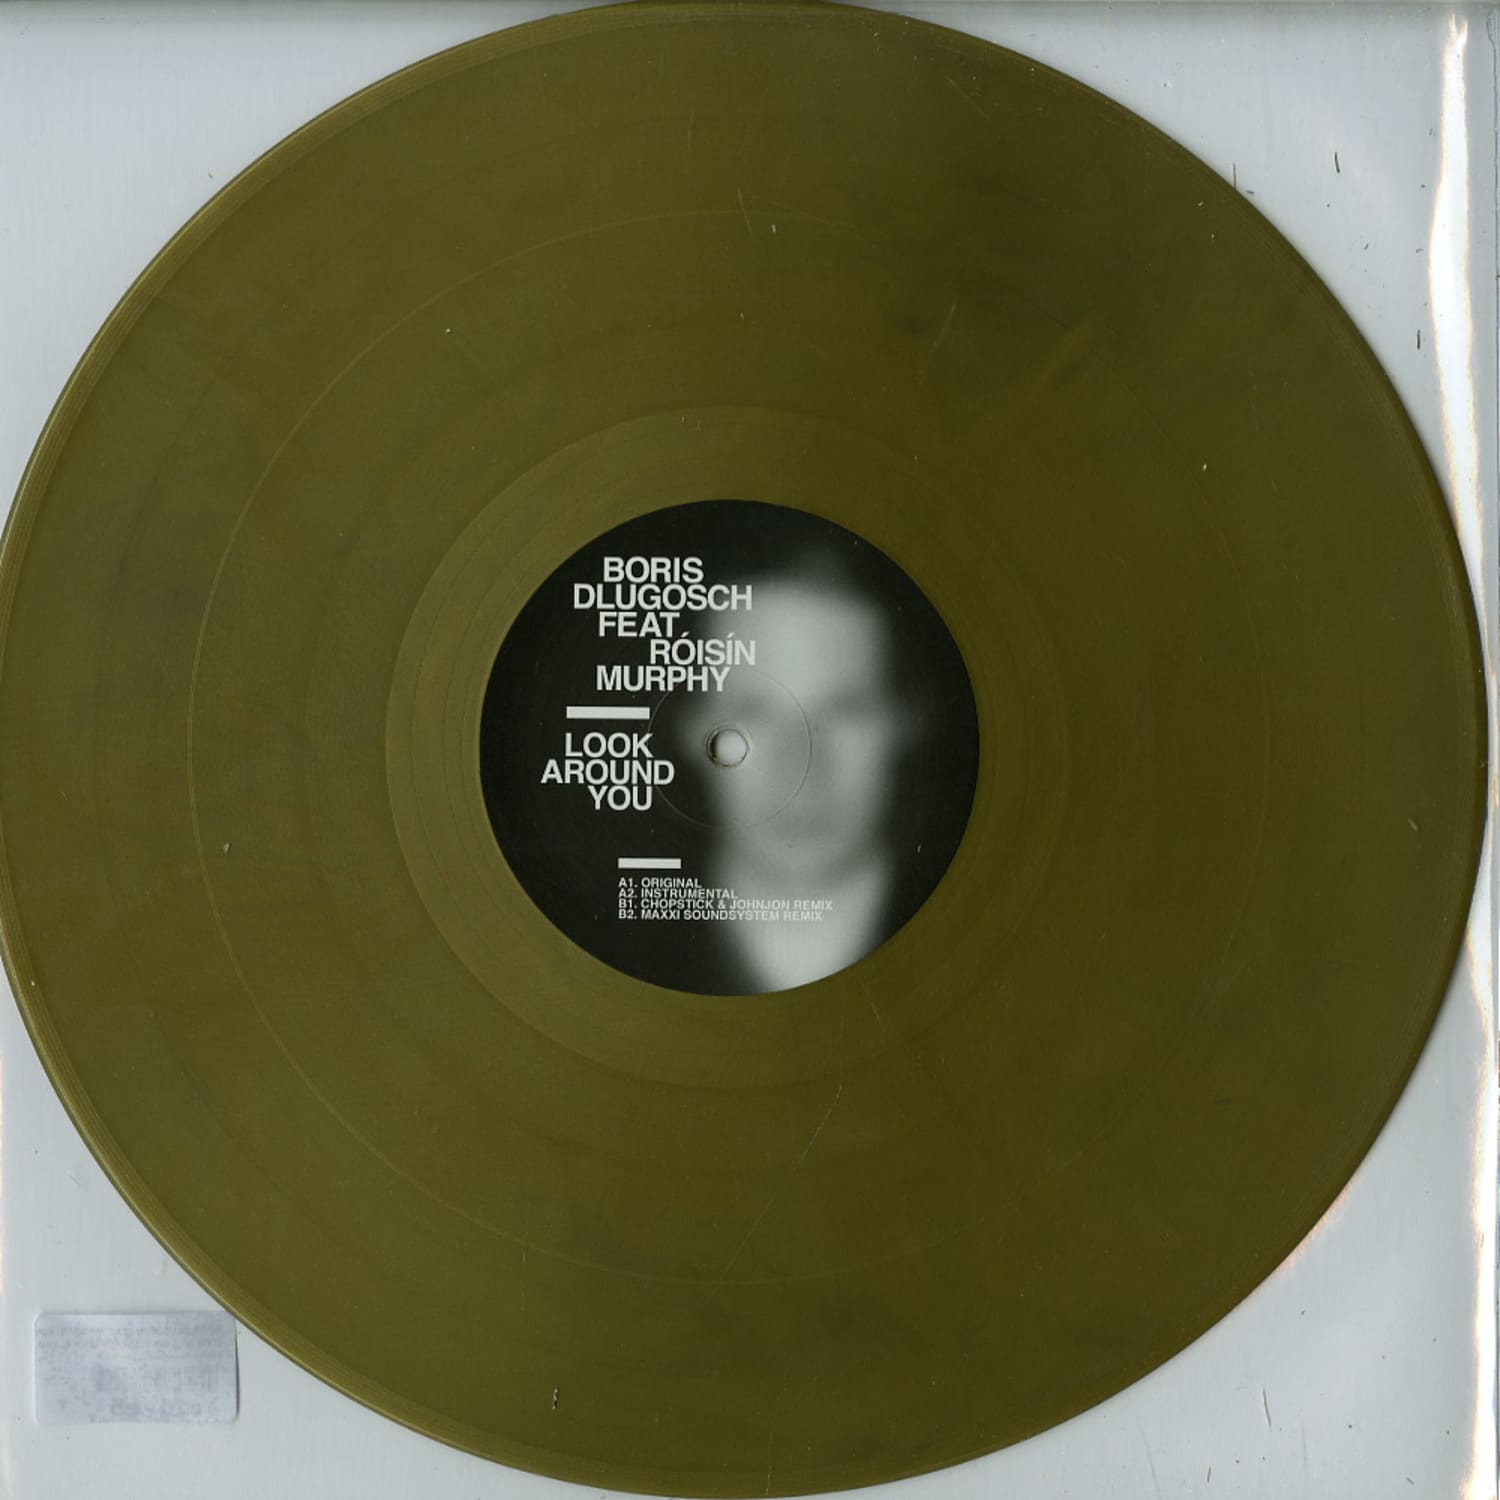 BORIS
DLUGOSCH
FEAT.
RÓISÍN
MURPHY
LOOK
AROUND
YOU
A1. ORIGINAL
A2. INSTRUMENTAL
B1. CHOPSTICK & JOHNJON REMIX
B2. MAXXI SOUNDSYSTEM REMIX